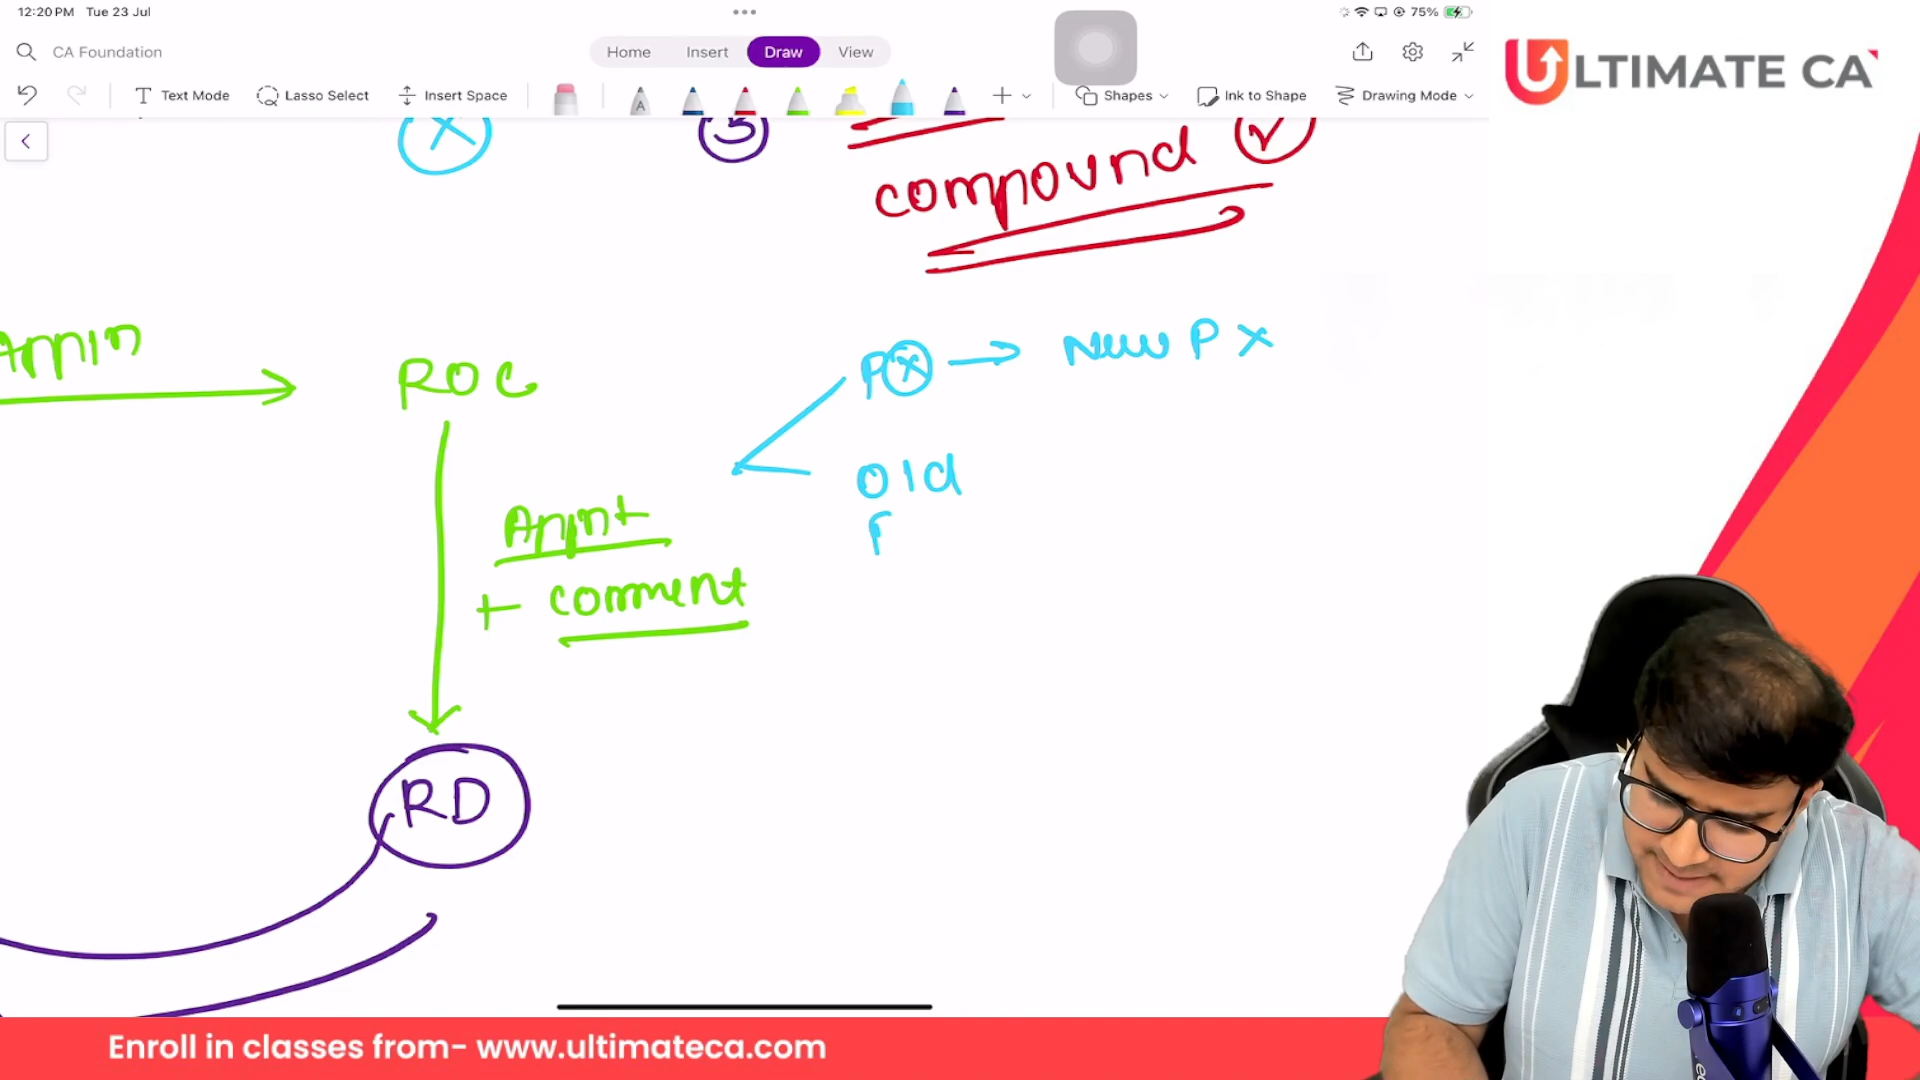 12:20 PM Tue 23 Jul
75%
CA Foundation
Home Insert Draw View
Text Mode Lasso Select Insert Space
A
Shapes Ink to Shape Drawing Mode
ULTIMATE CA
X 3
compound ✓
ROC
P X → New P X
Old
P
+ comment
RD
Enroll in classes from- www.ultimateca.com